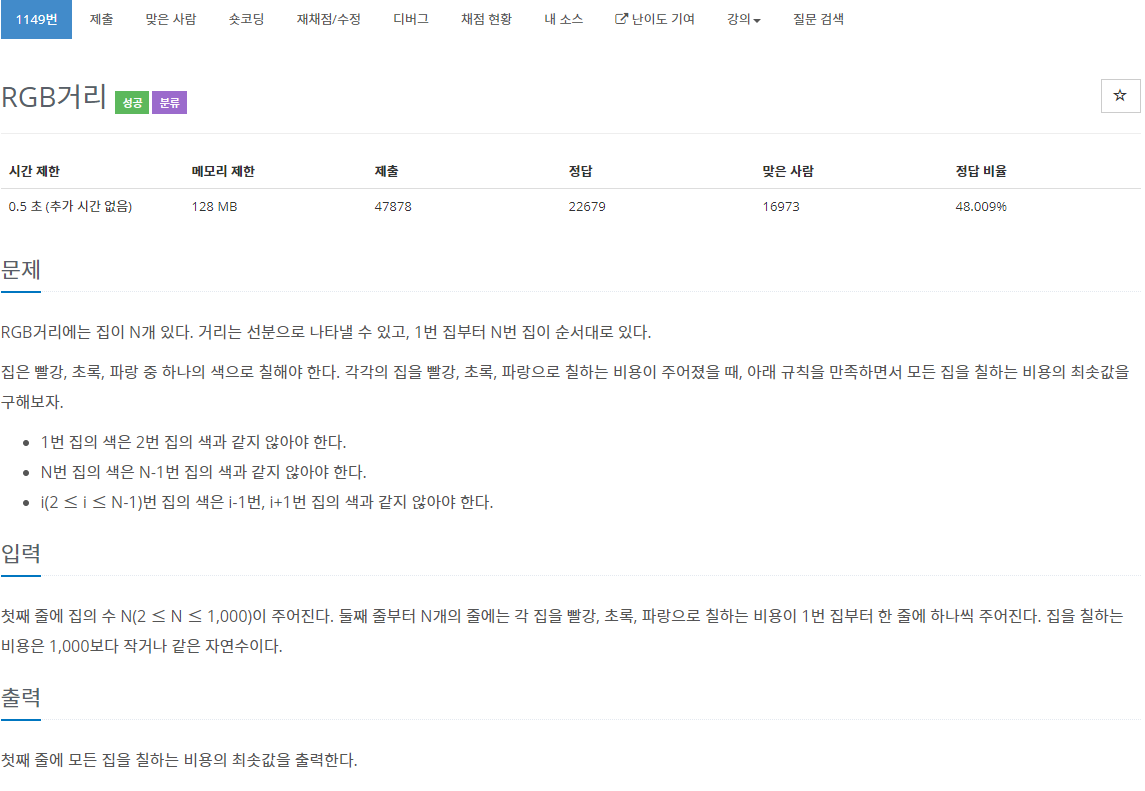 1149번 제출 맞은 사람 숏코딩 재채점/수정 디버그 채점 현황 내 소스 난이도 기여 강의 질문 검색
RGB거리 성공 분류
시간 제한 메모리 제한 제출 정답 맞은 사람 정답 비율
0.5 초 (추가 시간 없음) 128 MB 47878 22679 16973 48.009%
문제
RGB거리에는 집이 N개 있다. 거리는 선분으로 나타낼 수 있고, 1번 집부터 N번 집이 순서대로 있다.
집은 빨강, 초록, 파랑 중 하나의 색으로 칠해야 한다. 각각의 집을 빨강, 초록, 파랑으로 칠하는 비용이 주어졌을 때, 아래 규칙을 만족하면서 모든 집을 칠하는 비용의 최솟값을
구해보자.
• 1번 집의 색은 2번 집의 색과 같지 않아야 한다.
• N번 집의 색은 N-1번 집의 색과 같지 않아야 한다.
• i(2 ≤ i ≤ N-1)번 집의 색은 i-1번, i+1번 집의 색과 같지 않아야 한다.
입력
첫째 줄에 집의 수 N(2 ≤ N ≤ 1,000)이 주어진다. 둘째 줄부터 N개의 줄에는 각 집을 빨강, 초록, 파랑으로 칠하는 비용이 1번 집부터 한 줄에 하나씩 주어진다. 집을 칠하는
비용은 1,000보다 작거나 같은 자연수이다.
출력
첫째 줄에 모든 집을 칠하는 비용의 최솟값을 출력한다.